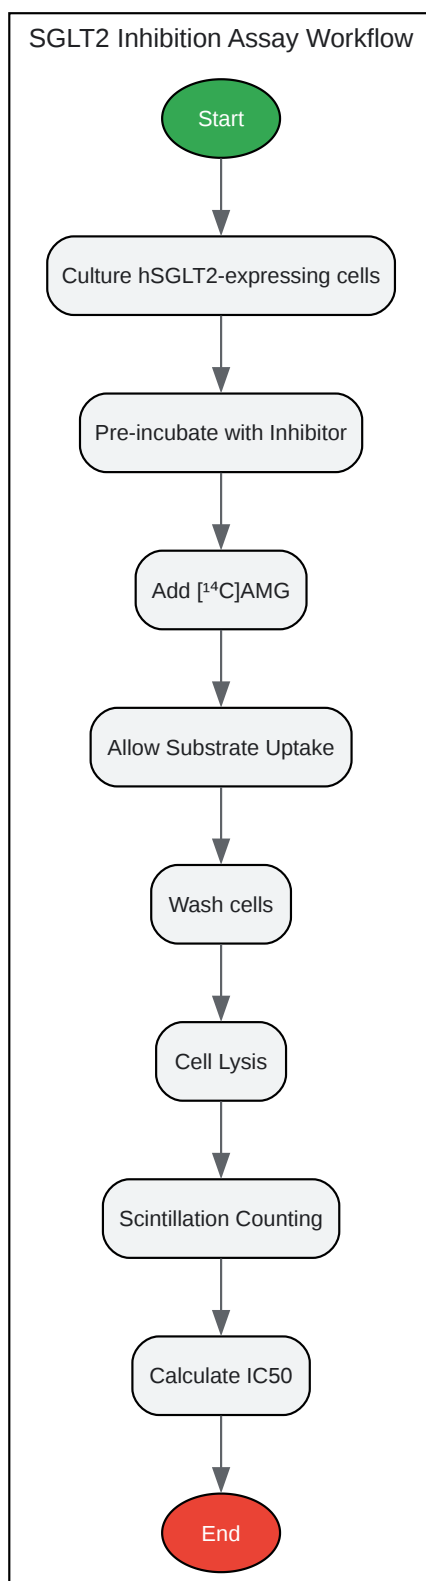 SGLT2 Inhibition Assay Workflow
Start
Culture hSGLT2-expressing cells
Pre-incubate with Inhibitor
Add [¹⁴C]AMG
Allow Substrate Uptake
Wash cells
Cell Lysis
Scintillation Counting
Calculate IC50
End